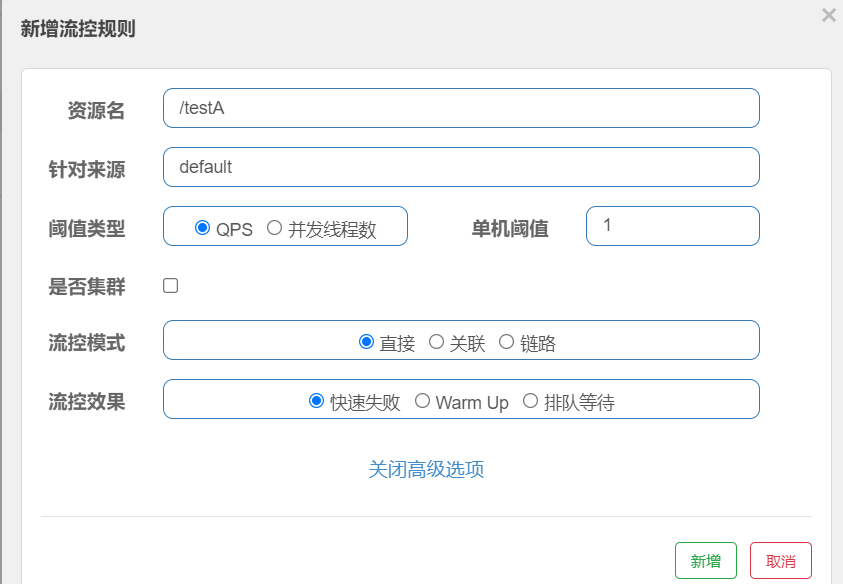 新增流控规则
×
资源名 /testA
针对来源 default
阈值类型 QPS 并发线程数 单机阈值 1
是否集群
流控模式 直接 关联 链路
流控效果 快速失败 Warm Up 排队等待
关闭高级选项
新增 取消